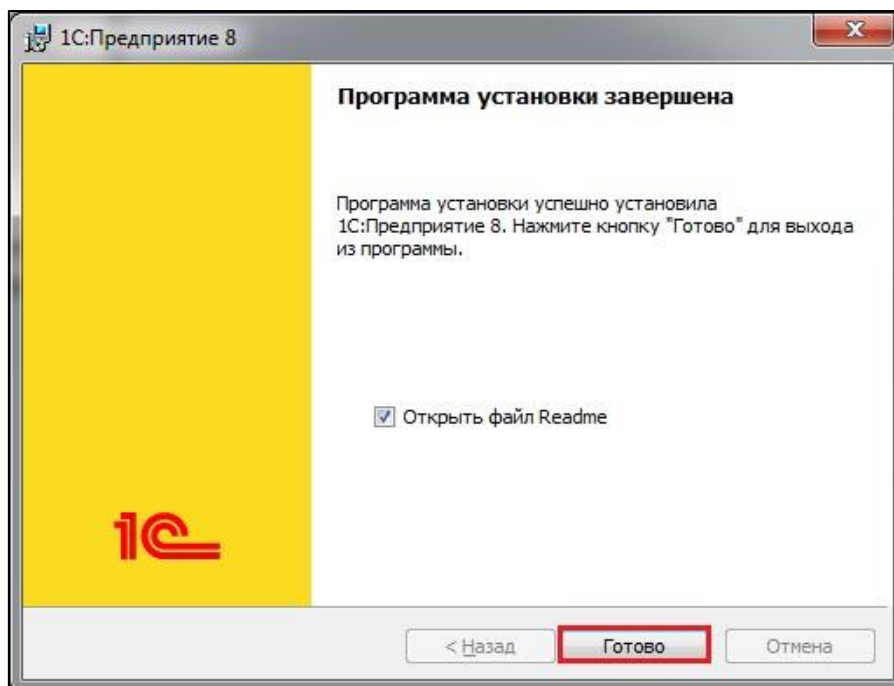 1С:Предприятие 8
Программа установки завершена
Программа установки успешно установила
1С:Предприятие 8. Нажмите кнопку "Готово" для выхода
из программы.
Открыть файл Readme
1С
< Назад Готово Отмена